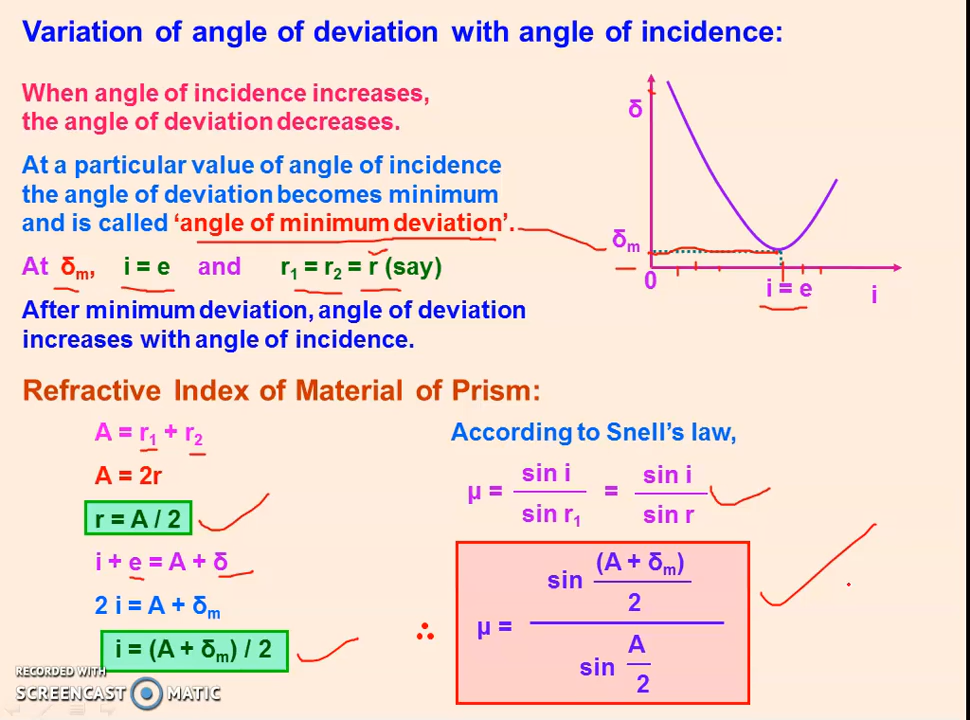 Variation of angle of deviation with angle of incidence:
When angle of incidence increases,
the angle of deviation decreases.
At a particular value of angle of incidence
the angle of deviation becomes minimum
and is called ‘angle of minimum deviation’.
At δm, i = e and r1 = r2 = r (say)
After minimum deviation, angle of deviation
increases with angle of incidence.
δ
δm
0
i = e
i
Refractive Index of Material of Prism:
A = r1 + r2
A = 2r
r = A / 2
i + e = A + δ
2 i = A + δm
i = (A + δm) / 2
According to Snell’s law,
μ = sin i / sin r1 = sin i / sin r
∴ μ = sin (A + δm) / 2
sin A / 2
RECORDED WITH
SCREENCAST MATIC